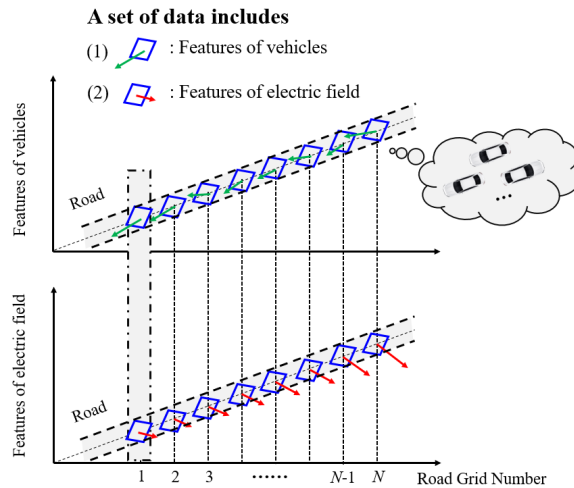 A set of data includes
(1) : Features of vehicles
(2) : Features of electric field
Features of vehicles
Road
...
Features of electric field
Road
1 2 3 ...... N-1 N Road Grid Number